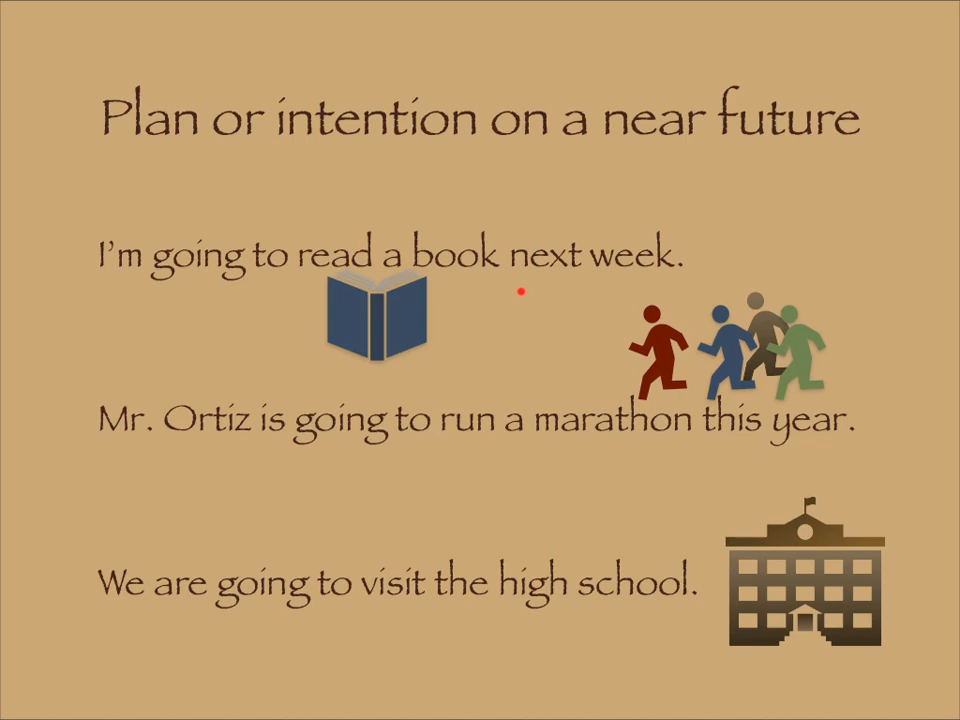 Plan or intention on a near future
I'm going to read a book next week.
Mr. Ortiz is going to run a marathon this year.
We are going to visit the high school.